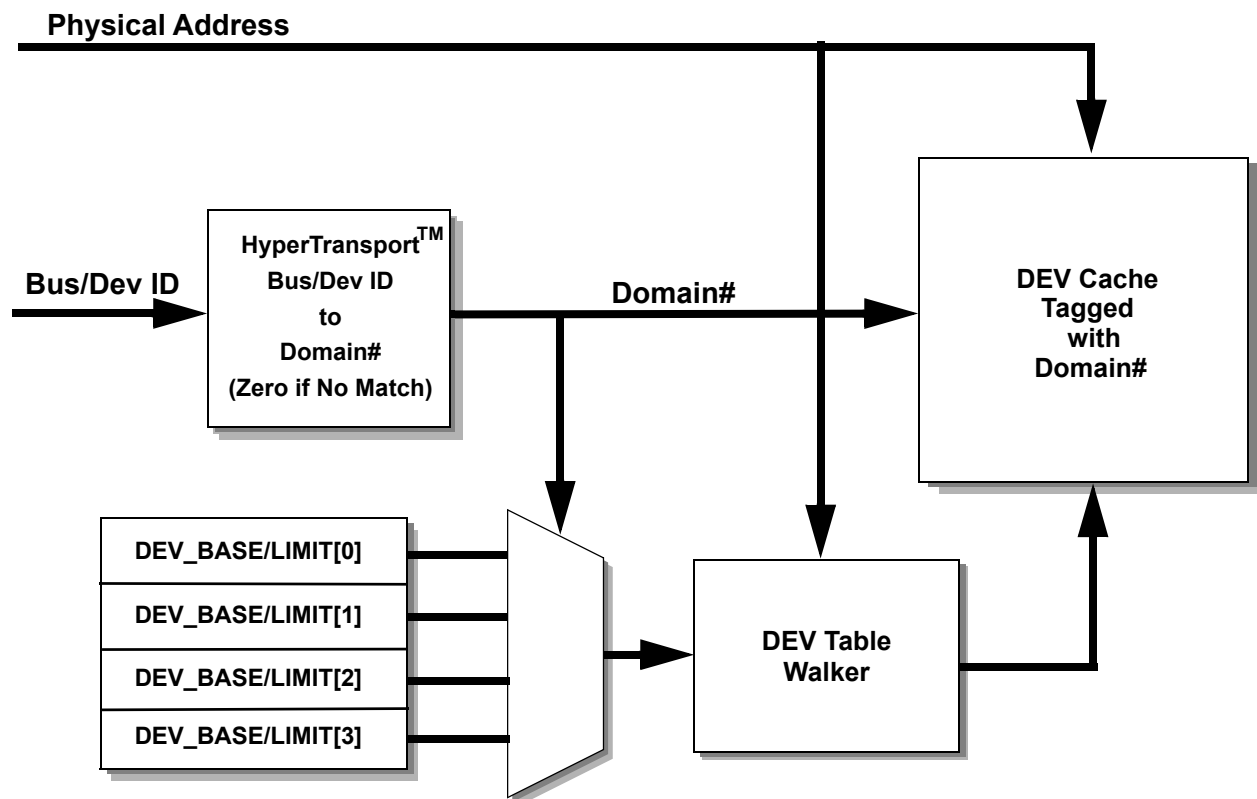 Physical Address
Bus/Dev ID
HyperTransport™
Bus/Dev ID
to
Domain#
(Zero if No Match)
Domain#
DEV Cache
Tagged
with
Domain#
DEV_BASE/LIMIT[0]
DEV_BASE/LIMIT[1]
DEV_BASE/LIMIT[2]
DEV_BASE/LIMIT[3]
DEV Table
Walker